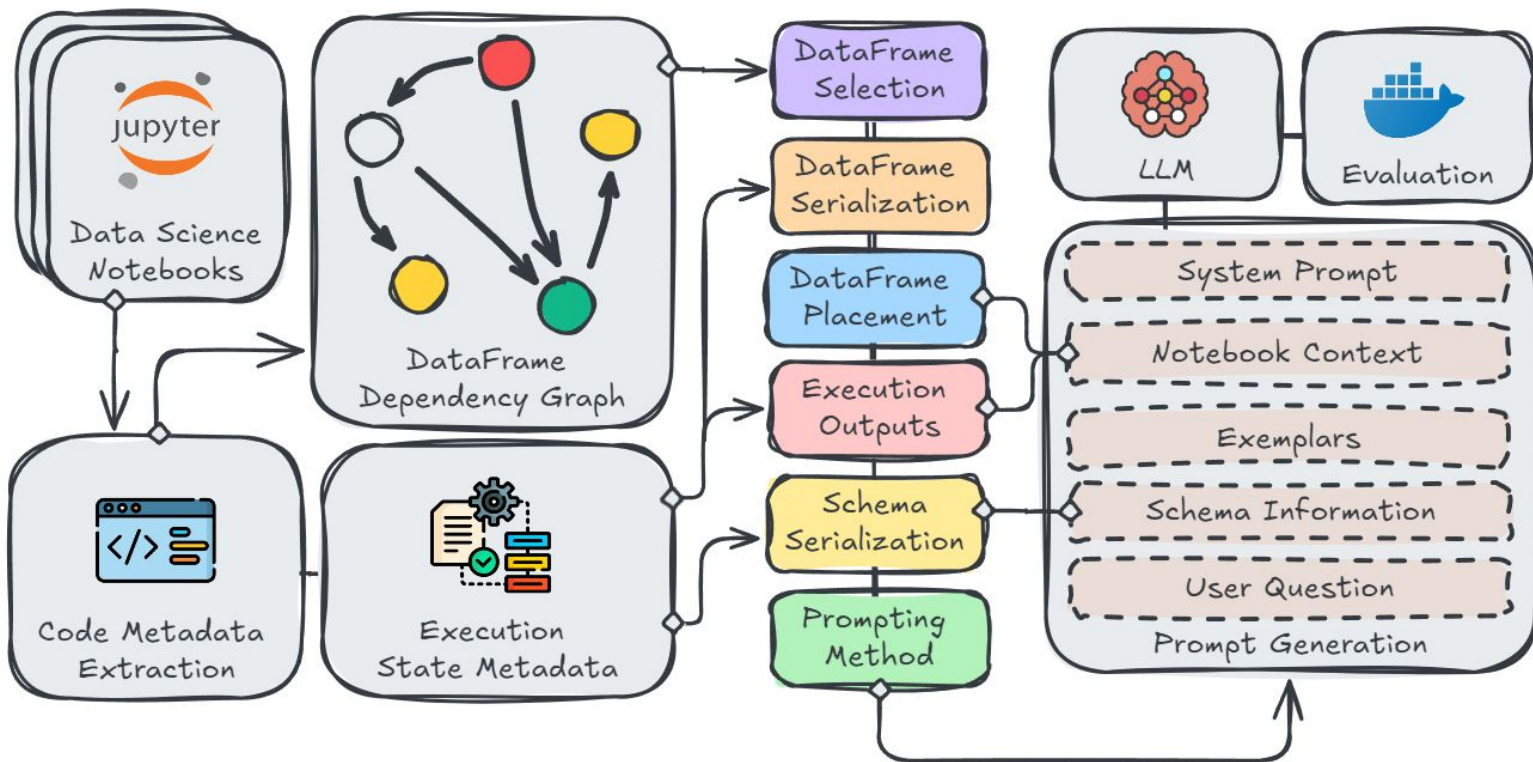 jupyter
Data Science
Notebooks
DataFrame
Dependency Graph
Code Metadata
Extraction
Execution
State Metadata
DataFrame
Selection
DataFrame
Serialization
DataFrame
Placement
Execution
Outputs
Schema
Serialization
Prompting
Method
LLM
Evaluation
System Prompt
Notebook Context
Exemplars
Schema Information
User Question
Prompt Generation